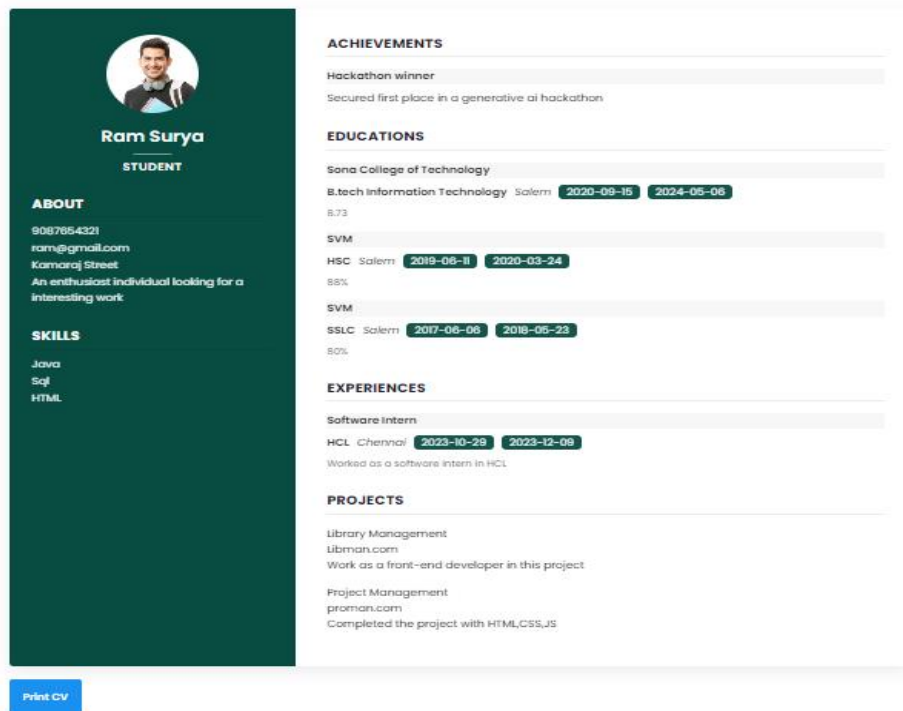 Ram Surya
STUDENT
ABOUT
9087654321
ram@gmail.com
Kamaraj Street
An enthusiast individual looking for a
interesting work
SKILLS
Java
Sql
HTML
ACHIEVEMENTS
Hackathon winner
Secured first place in a generative ai hackathon
EDUCATIONS
Sona College of Technology
B.tech Information Technology Salem 2020-09-15 2024-05-06
8.73
SVM
HSC Salem 2019-06-11 2020-03-24
88%
SVM
SSLC Salem 2017-06-06 2018-05-23
80%
EXPERIENCES
Software Intern
HCL Chennai 2023-10-29 2023-12-09
Worked as a software intern in HCL
PROJECTS
Library Management
Libman.com
Work as a front-end developer in this project
Project Management
proman.com
Completed the project with HTML,CSS,JS
Print CV